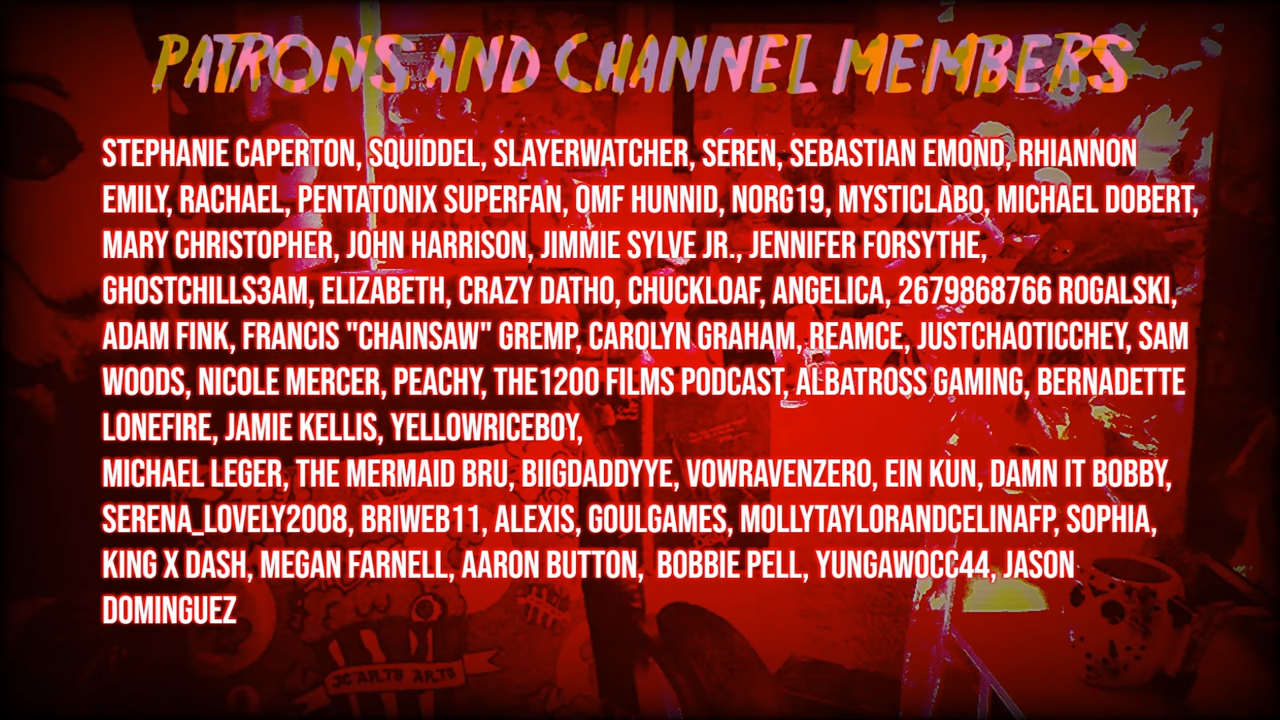 PATRONS AND CHANNEL MEMBERS
STEPHANIE CAPERTON, SQUIDDEL, SLAYERWATCHER, SEREN, SEBASTIAN EMOND, RHIANNON
EMILY, RACHAEL, PENTATONIX SUPERFAN, OMF HUNNID, NORG19, MYSTICLABO, MICHAEL DOBERT,
MARY CHRISTOPHER, JOHN HARRISON, JIMMIE SYLVE JR., JENNIFER FORSYTHE,
GHOSTCHILLS3AM, ELIZABETH, CRAZY DATHO, CHUCKLOAF, ANGELICA, 2679868766 ROGALSKI,
ADAM FINK, FRANCIS "CHAINSAW" GREMP, CAROLYN GRAHAM, REAMCE, JUSTCHAOTICCHEY, SAM
WOODS, NICOLE MERCER, PEACHY, THE1200 FILMS PODCAST, ALBATROSS GAMING, BERNADETTE
LONEFIRE, JAMIE KELLIS, YELLOWRICEBOY,
MICHAEL LEGER, THE MERMAID BRU, BIIGDADDYYE, VOWRAVENZERO, EIN KUN, DAMN IT BOBBY,
SERENA_LOVELY2008, BRIWEB11, ALEXIS, GOULGAMES, MOLLYTAYLORANDCELINAFP, SOPHIA,
KING X DASH, MEGAN FARNELL, AARON BUTTON, BOBBIE PELL, YUNGAWOCC44, JASON
DOMINGUEZ
ARTS